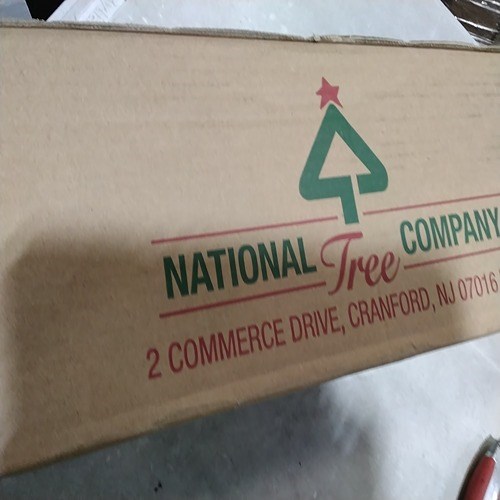 NATIONAL Tree COMPANY
2 COMMERCE DRIVE, CRANFORD, NJ 07016